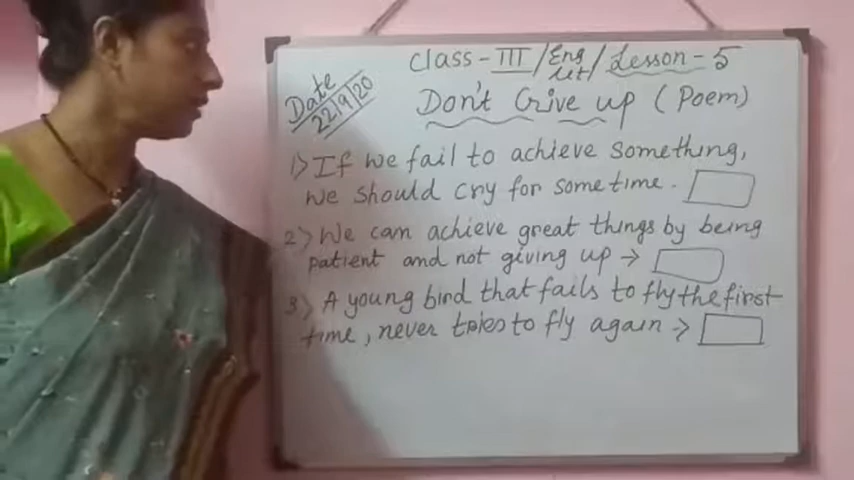 Class - III / Eng Lit / Lesson - 5
Date 22/9/20
Don't Give up (Poem)
1) If we fail to achieve something,
we should cry for some time.
2) We can achieve great things by being
patient and not giving up →
3) A young bird that fails to fly the first
time, never tries to fly again →